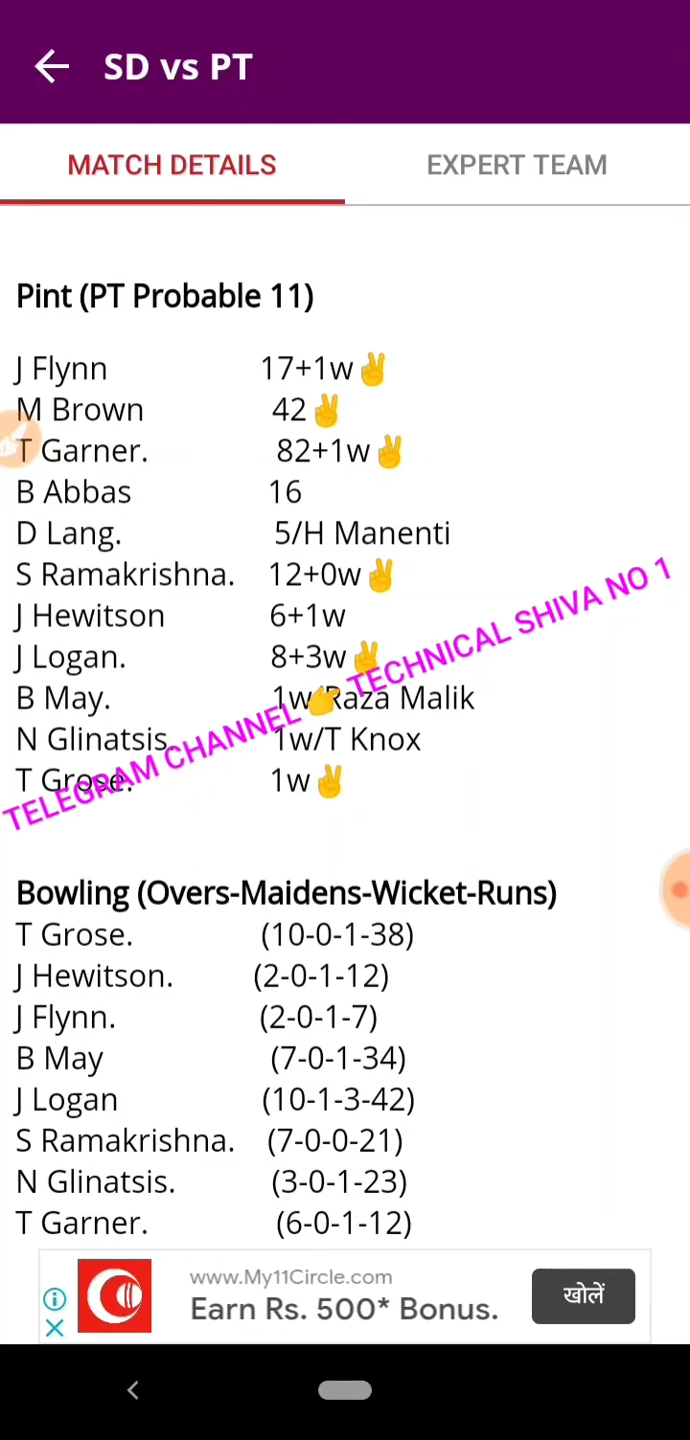 SD vs PT
MATCH DETAILS
EXPERT TEAM
Pint (PT Probable 11)
J Flynn 17+1w✌
M Brown 42✌
T Garner. 82+1w✌
B Abbas 16
D Lang. 5/H Manenti
S Ramakrishna. 12+0w✌
J Hewitson 6+1w
J Logan. 8+3w✌
B May. 1w/Raza Malik
N Glinatsis. 1w/T Knox
T Grose. 1w✌
TELEGRAM CHANNEL 👉 TECHNICAL SHIVA NO 1
Bowling (Overs-Maidens-Wicket-Runs)
T Grose. (10-0-1-38)
J Hewitson. (2-0-1-12)
J Flynn. (2-0-1-7)
B May (7-0-1-34)
J Logan (10-1-3-42)
S Ramakrishna. (7-0-0-21)
N Glinatsis. (3-0-1-23)
T Garner. (6-0-1-12)
www.My11Circle.com
Earn Rs. 500* Bonus.
खोलें